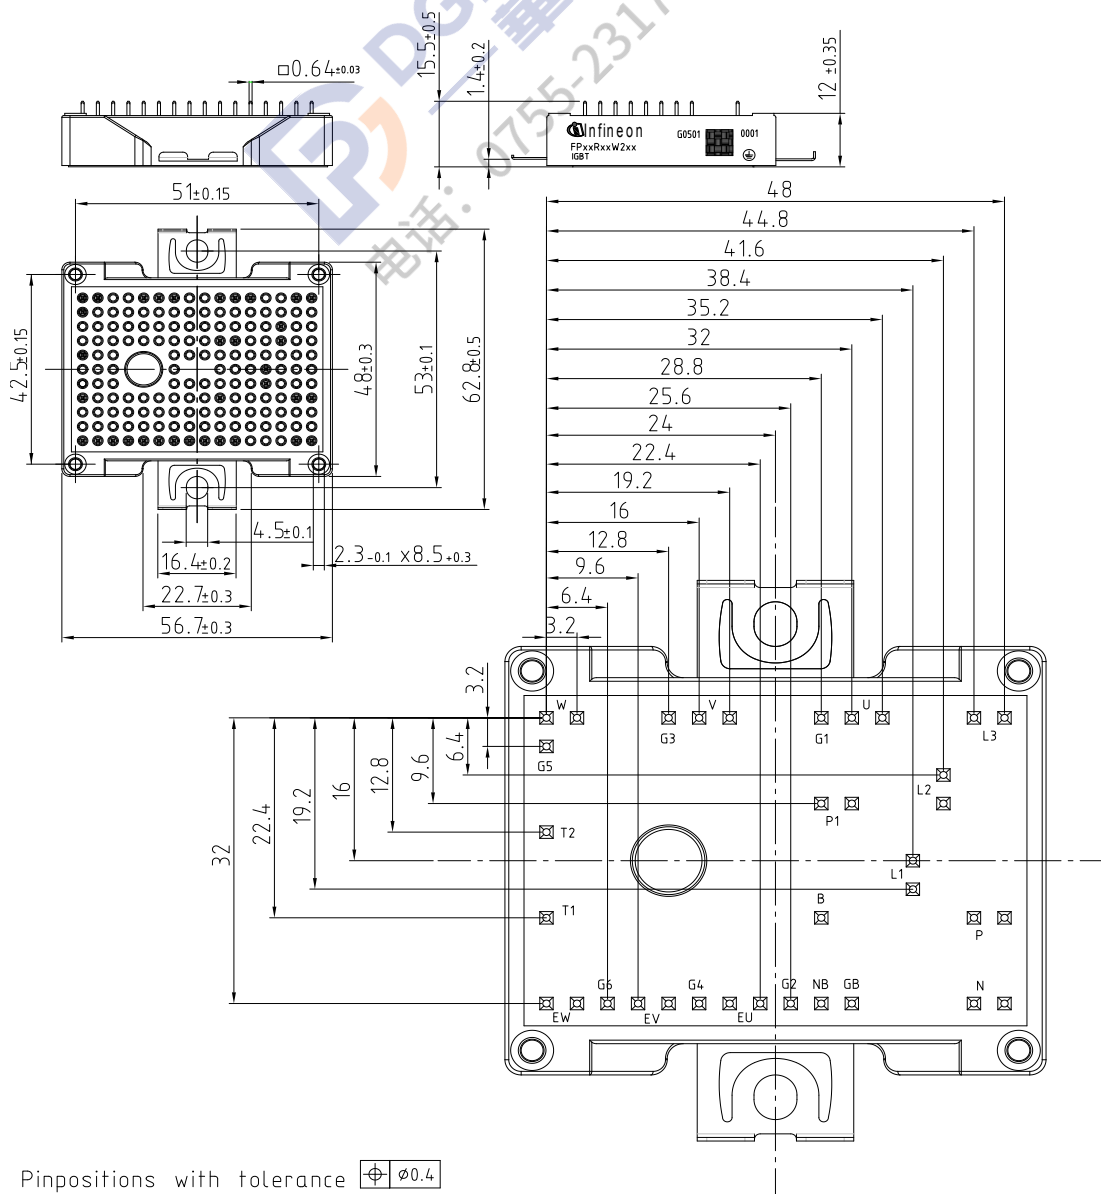 DG
華
电话：0755-2317
□0.64±0.03
15.5±0.5
1.4±0.2
12 ±0.35
Infineon
G0501
0001
FPxxRxxW2xx
IGBT
51±0.15
42.5±0.15
48±0.3
53±0.1
62.8±0.5
4.5±0.1
16.4±0.2
2.3-0.1 x8.5+0.3
22.7±0.3
56.7±0.3
48
44.8
41.6
38.4
35.2
32
28.8
25.6
24
22.4
19.2
16
12.8
9.6
6.4
3.2
3.2
6.4
9.6
12.8
16
19.2
22.4
32
W
V
U
G3
G1
L3
G5
L2
P1
T2
L1
B
T1
P
G6
G4
G2
NB
GB
N
EW
EV
EU
Pinpositions with tolerance ⌖ ⌀0.4